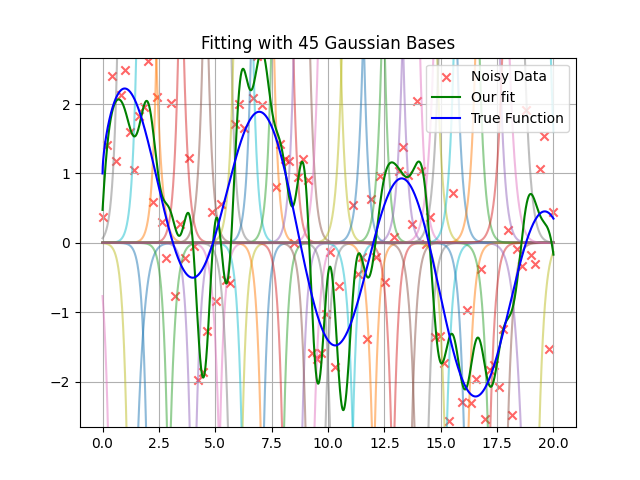 Fitting with 45 Gaussian Bases
Noisy Data
Our fit
True Function
2
1
0
−1
−2
0.0 2.5 5.0 7.5 10.0 12.5 15.0 17.5 20.0